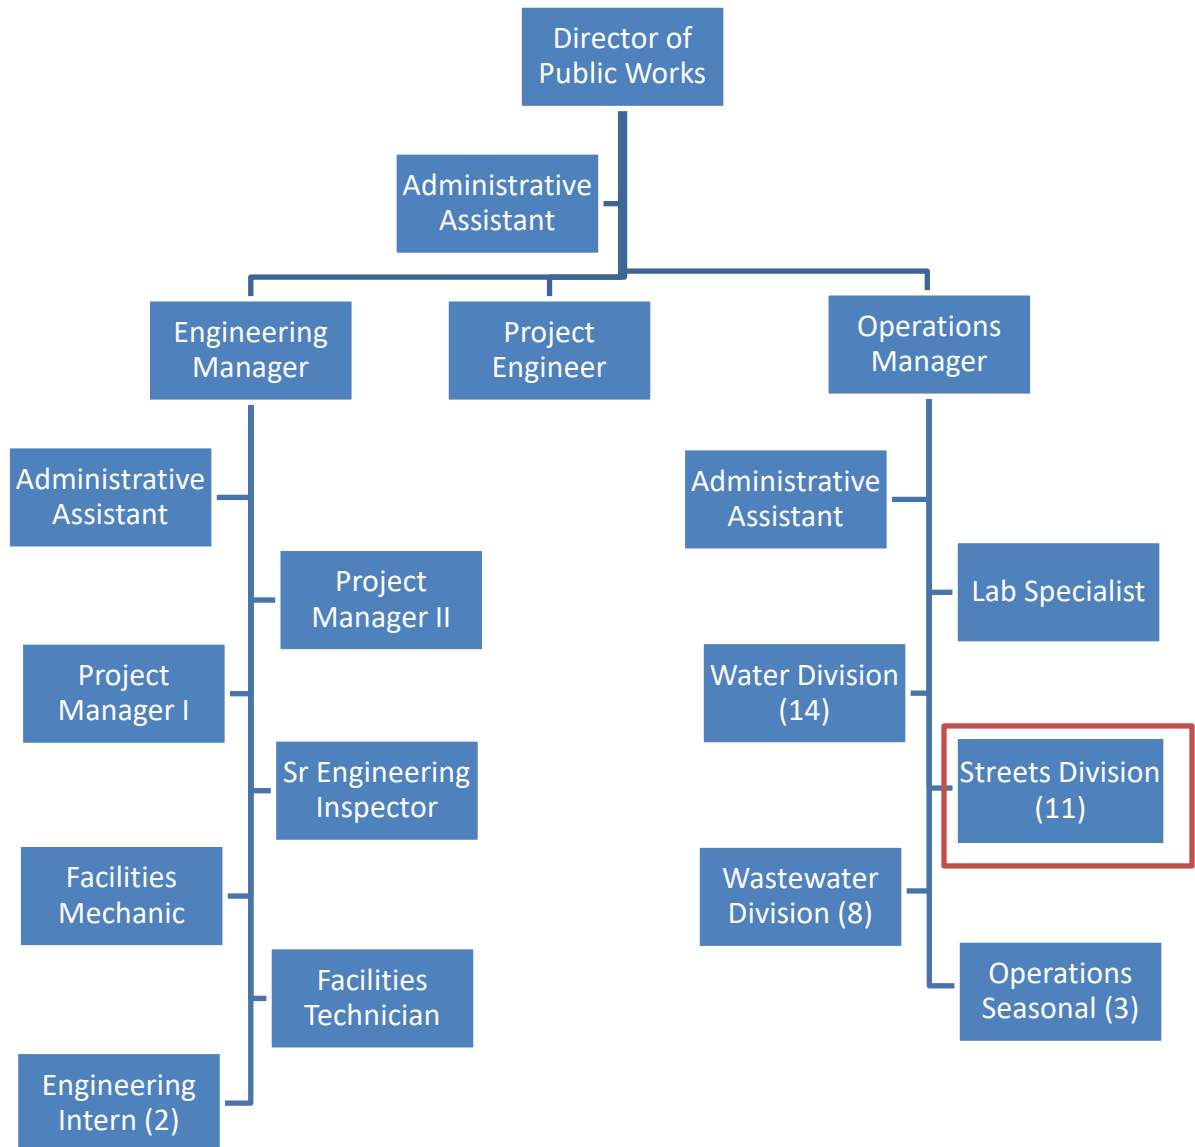 Director of
Public Works
Administrative
Assistant
Engineering
Manager
Project
Engineer
Operations
Manager
Administrative
Assistant
Project
Manager II
Project
Manager I
Sr Engineering
Inspector
Facilities
Mechanic
Facilities
Technician
Engineering
Intern (2)
Administrative
Assistant
Lab Specialist
Water Division
(14)
Streets Division
(11)
Wastewater
Division (8)
Operations
Seasonal (3)